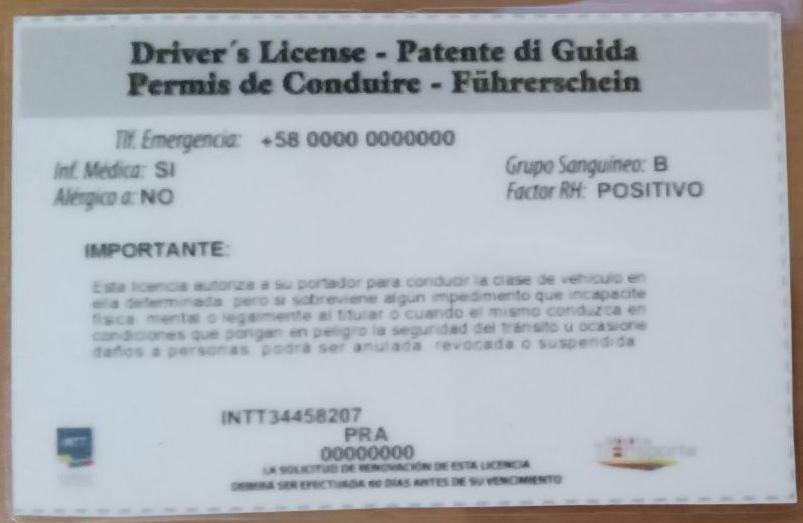 Driver´s License - Patente di Guida
Permis de Conduire - Führerschein
Tlf. Emergencia: +58 0000 0000000
Inf. Médica: SI
Grupo Sanguíneo: B
Alérgico a: NO
Factor RH: POSITIVO
IMPORTANTE:
Esta licencia autoriza a su portador para conducir la clase de vehículo en
ella determinada, pero si sobreviene algún impedimento que incapacite
física, mental o legalmente al titular o cuando el mismo conduzca en
condiciones que pongan en peligro la seguridad del tránsito u ocasione
daños a personas, podrá ser anulada, revocada o suspendida
INTT34458207
PRA
00000000
LA SOLICITUD DE RENOVACIÓN DE ESTA LICENCIA
DEBERÁ SER EFECTUADA 60 DÍAS ANTES DE SU VENCIMIENTO
INTT
Transporte